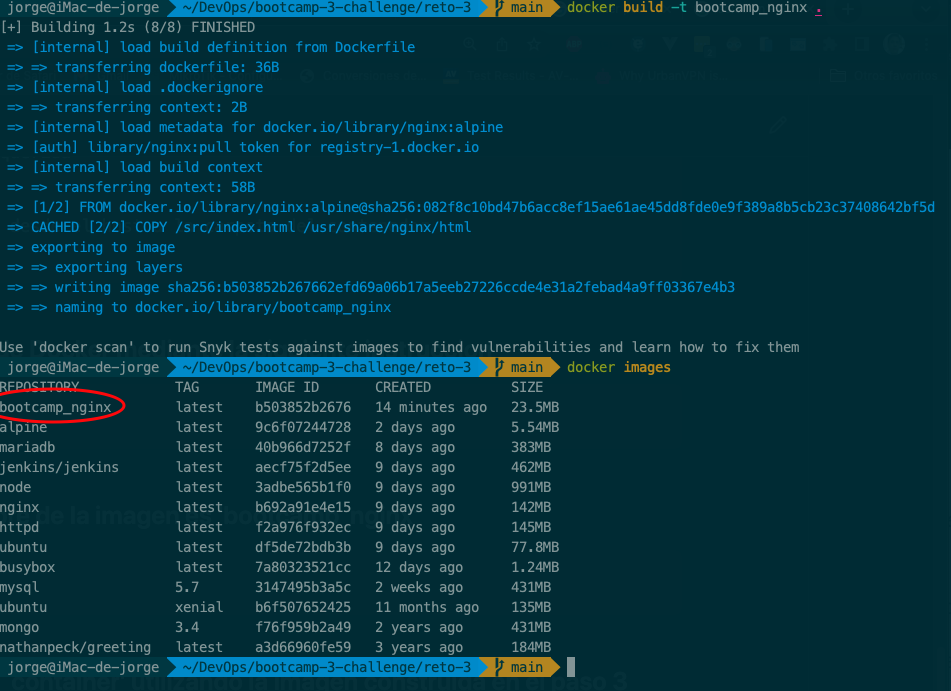 jorge@iMac-de-jorge ~/DevOps/bootcamp-3-challenge/reto-3 main docker build -t bootcamp_nginx .
[+] Building 1.2s (8/8) FINISHED
=> [internal] load build definition from Dockerfile
=> => transferring dockerfile: 36B
=> [internal] load .dockerignore
=> => transferring context: 2B
=> [internal] load metadata for docker.io/library/nginx:alpine
=> [auth] library/nginx:pull token for registry-1.docker.io
=> [internal] load build context
=> => transferring context: 58B
=> [1/2] FROM docker.io/library/nginx:alpine@sha256:082f8c10bd47b6acc8ef15ae61ae45dd8fde0e9f389a8b5cb23c37408642bf5d
=> CACHED [2/2] COPY /src/index.html /usr/share/nginx/html
=> exporting to image
=> => exporting layers
=> => writing image sha256:b503852b267662efd69a06b17a5eeb27226ccde4e31a2febad4a9ff03367e4b3
=> => naming to docker.io/library/bootcamp_nginx
Use 'docker scan' to run Snyk tests against images to find vulnerabilities and learn how to fix them
jorge@iMac-de-jorge ~/DevOps/bootcamp-3-challenge/reto-3 main docker images
REPOSITORY TAG IMAGE ID CREATED SIZE
bootcamp_nginx latest b503852b2676 14 minutes ago 23.5MB
alpine latest 9c6f07244728 2 days ago 5.54MB
mariadb latest 40b966d7252f 8 days ago 383MB
jenkins/jenkins latest aecf75f2d5ee 9 days ago 462MB
node latest 3adbe565b1f0 9 days ago 991MB
nginx latest b692a91e4e15 9 days ago 142MB
httpd latest f2a976f932ec 9 days ago 145MB
ubuntu latest df5de72bdb3b 9 days ago 77.8MB
busybox latest 7a80323521cc 12 days ago 1.24MB
mysql 5.7 3147495b3a5c 2 weeks ago 431MB
ubuntu xenial b6f507652425 11 months ago 135MB
mongo 3.4 f76f959b2a49 2 years ago 431MB
nathanpeck/greeting latest a3d66960fe59 3 years ago 184MB
jorge@iMac-de-jorge ~/DevOps/bootcamp-3-challenge/reto-3 main